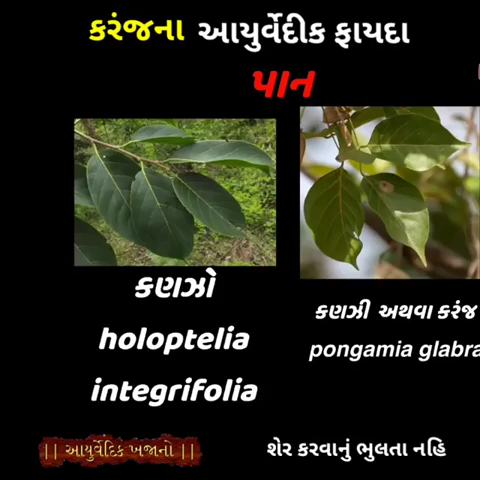 કરંજના આયુર્વેદીક ફાયદા
પાન
કણઝો
holoptelia
integrifolia
કણઝી અથવા કરંજ
pongamia glabra
|| આયુર્વેદિક ખજાનો ||
શેર કરવાનું ભુલતા નહિ